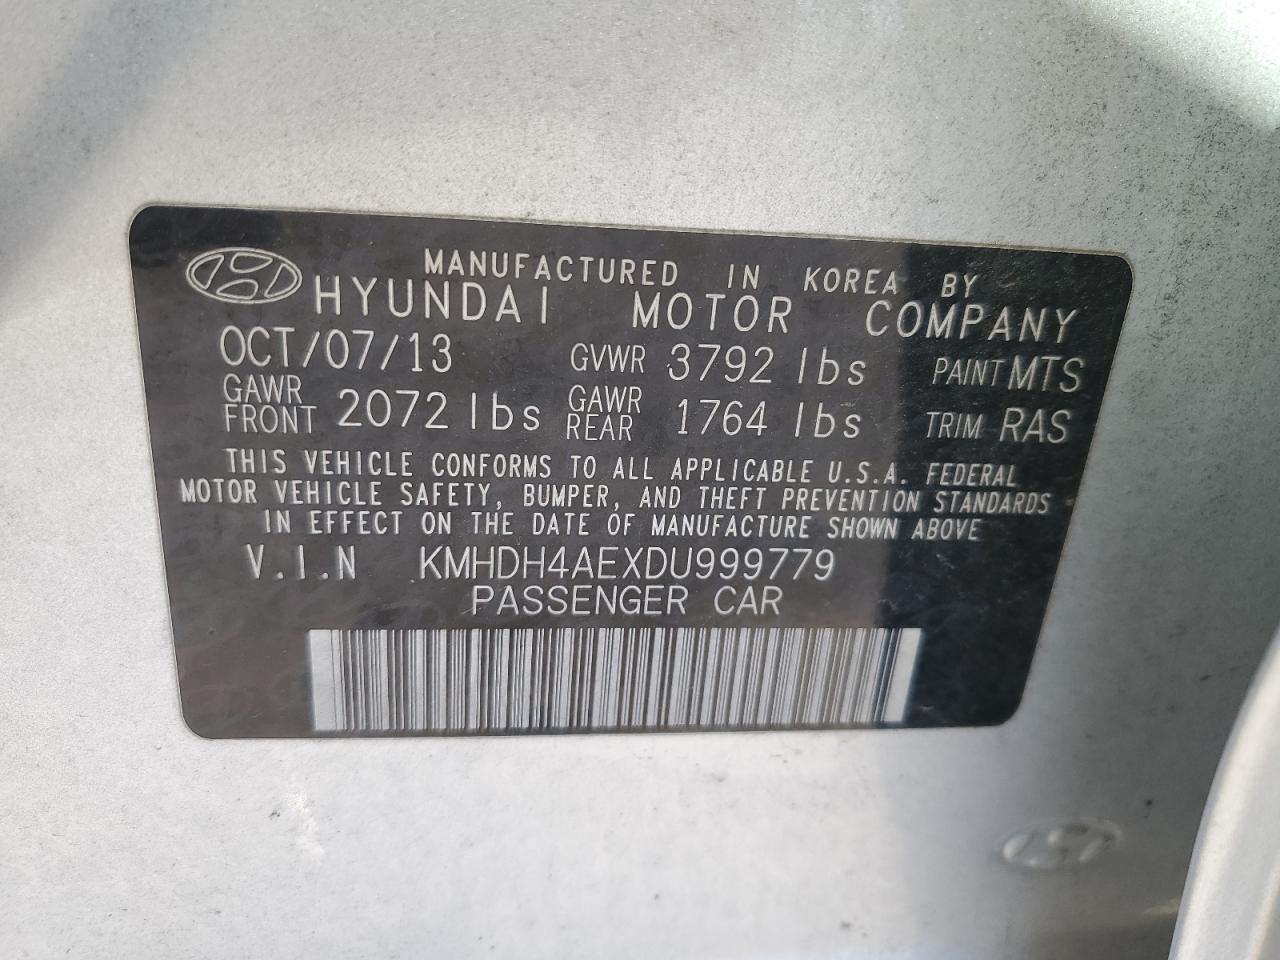 MANUFACTURED IN KOREA BY
HYUNDAI MOTOR COMPANY
OCT/07/13 GVWR 3792 lbs PAINT MTS
GAWR FRONT 2072 lbs GAWR REAR 1764 lbs TRIM RAS
THIS VEHICLE CONFORMS TO ALL APPLICABLE U.S.A. FEDERAL
MOTOR VEHICLE SAFETY, BUMPER, AND THEFT PREVENTION STANDARDS
IN EFFECT ON THE DATE OF MANUFACTURE SHOWN ABOVE
V.I.N KMHDH4AEXDU999779
PASSENGER CAR